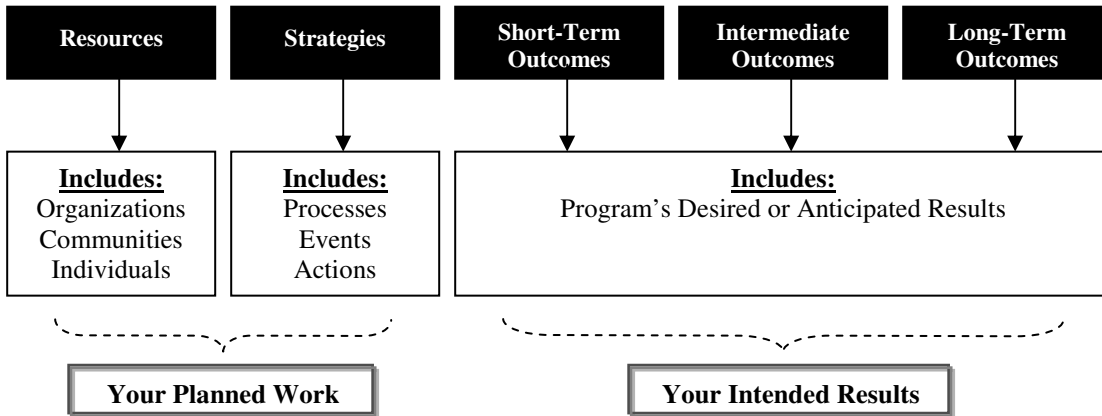 Resources
Strategies
Short-Term
Outcomes
Intermediate
Outcomes
Long-Term
Outcomes
Includes:
Organizations
Communities
Individuals
Includes:
Processes
Events
Actions
Includes:
Program’s Desired or Anticipated Results
Your Planned Work
Your Intended Results